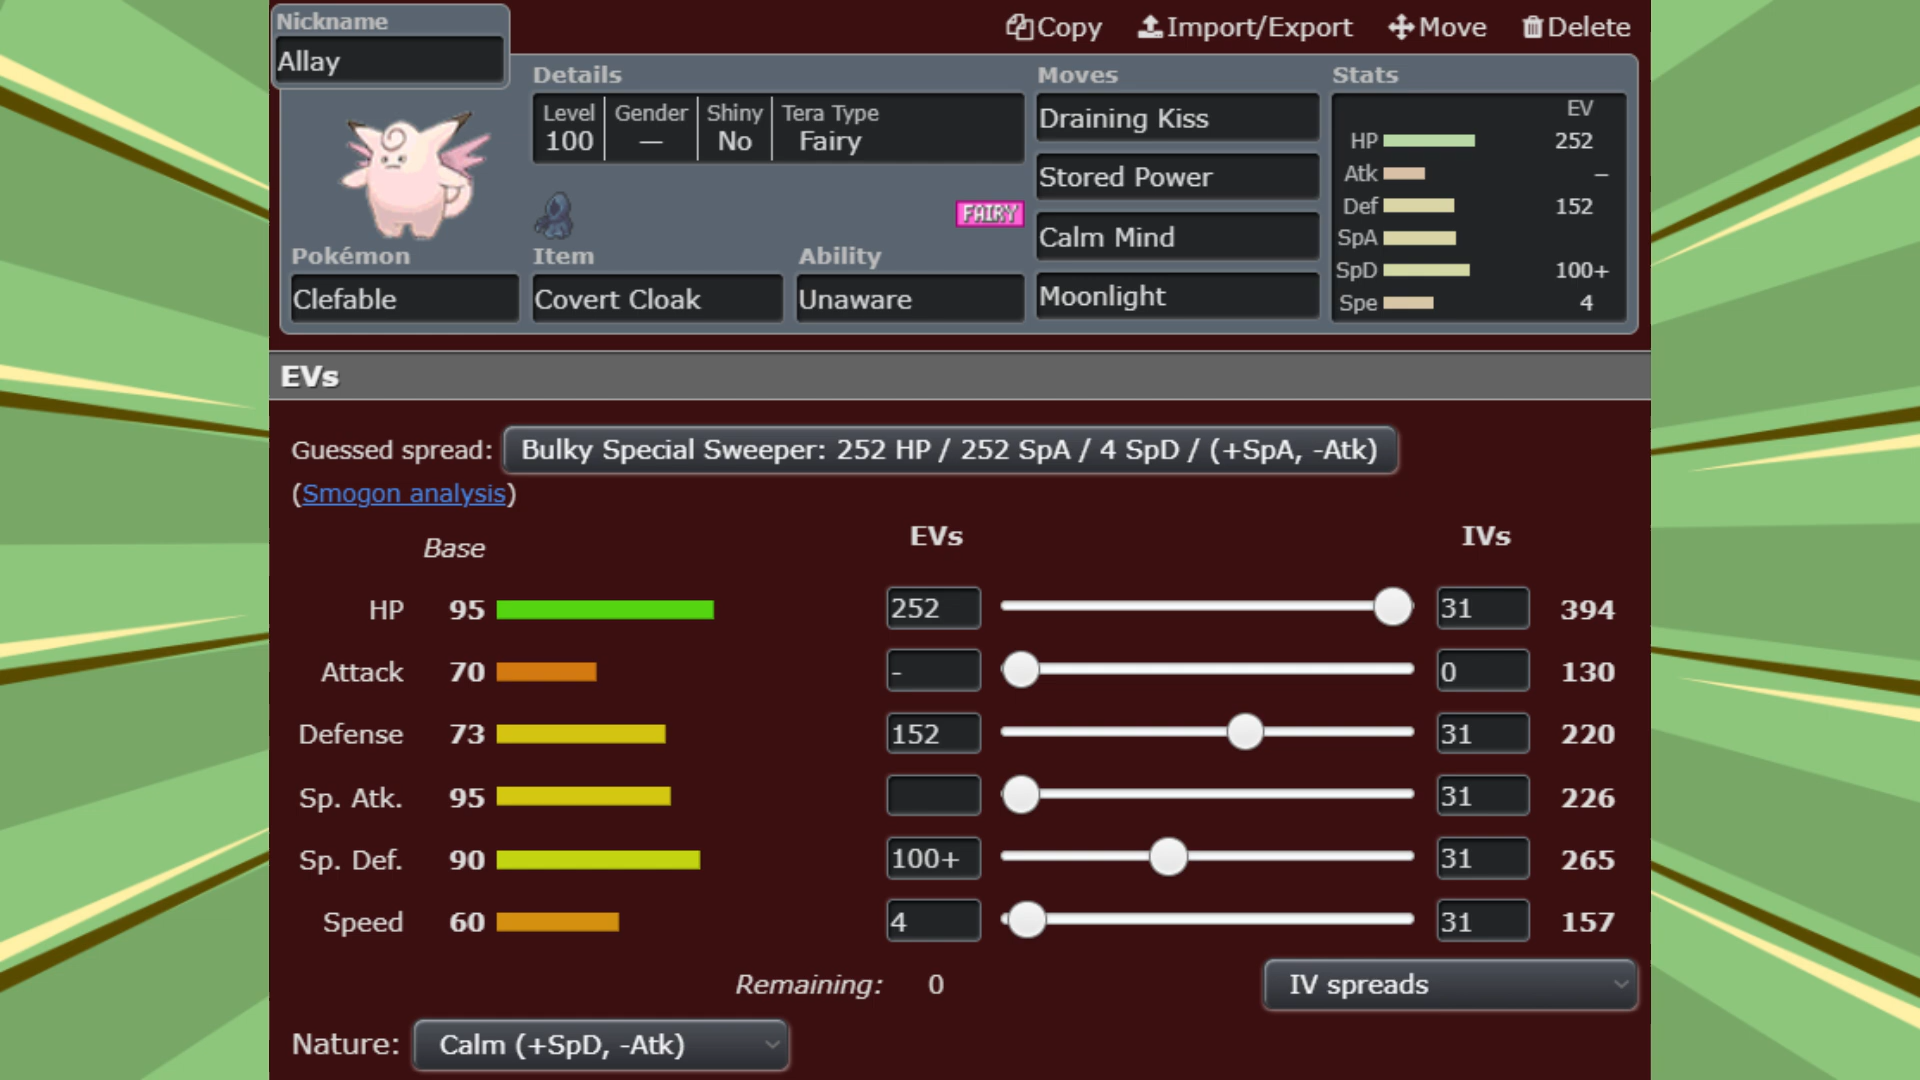 Nickname
Allay
Copy Import/Export Move Delete
Details
Level Gender Shiny Tera Type
100 — No Fairy
FAIRY
Pokémon Item Ability
Clefable Covert Cloak Unaware
Moves
Draining Kiss
Stored Power
Calm Mind
Moonlight
Stats
EV
HP 252
Atk –
Def 152
SpA
SpD 100+
Spe 4
EVs
Guessed spread: Bulky Special Sweeper: 252 HP / 252 SpA / 4 SpD / (+SpA, -Atk)
(Smogon analysis)
Base EVs IVs
HP 95 252 31 394
Attack 70 - 0 130
Defense 73 152 31 220
Sp. Atk. 95 31 226
Sp. Def. 90 100+ 31 265
Speed 60 4 31 157
Remaining: 0 IV spreads
Nature: Calm (+SpD, -Atk)